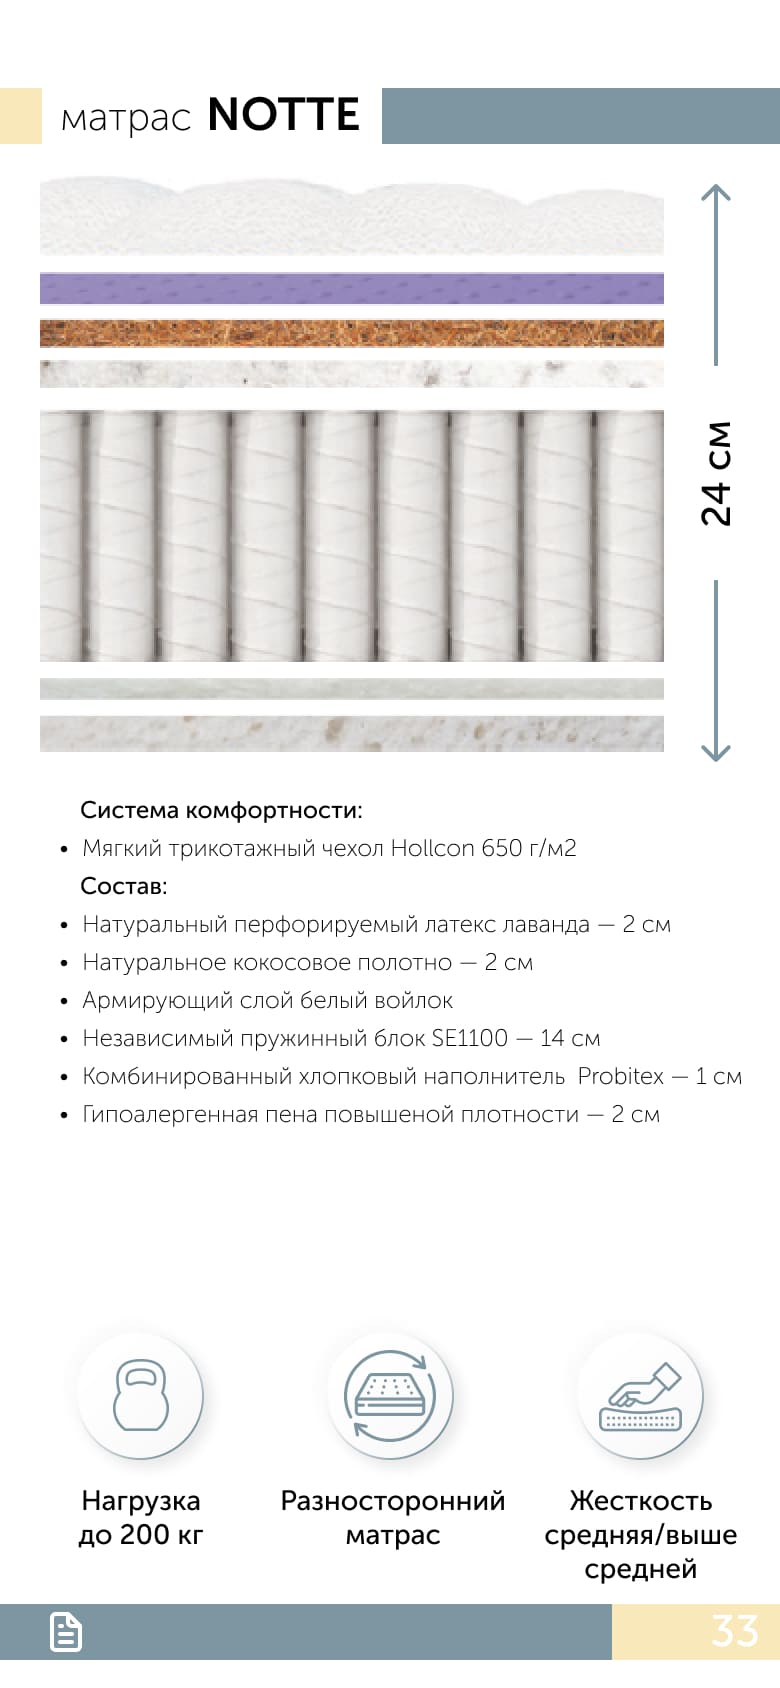 матрас NOTTE
24 см
Система комфортности:
• Мягкий трикотажный чехол Hollcon 650 г/м2
Состав:
• Натуральный перфорируемый латекс лаванда — 2 см
• Натуральное кокосовое полотно — 2 см
• Армирующий слой белый войлок
• Независимый пружинный блок SE1100 — 14 см
• Комбинированный хлопковый наполнитель Probitex — 1 см
• Гипоалергенная пена повышеной плотности — 2 см
Нагрузка
до 200 кг
Разносторонний
матрас
Жесткость
средняя/выше
средней
33